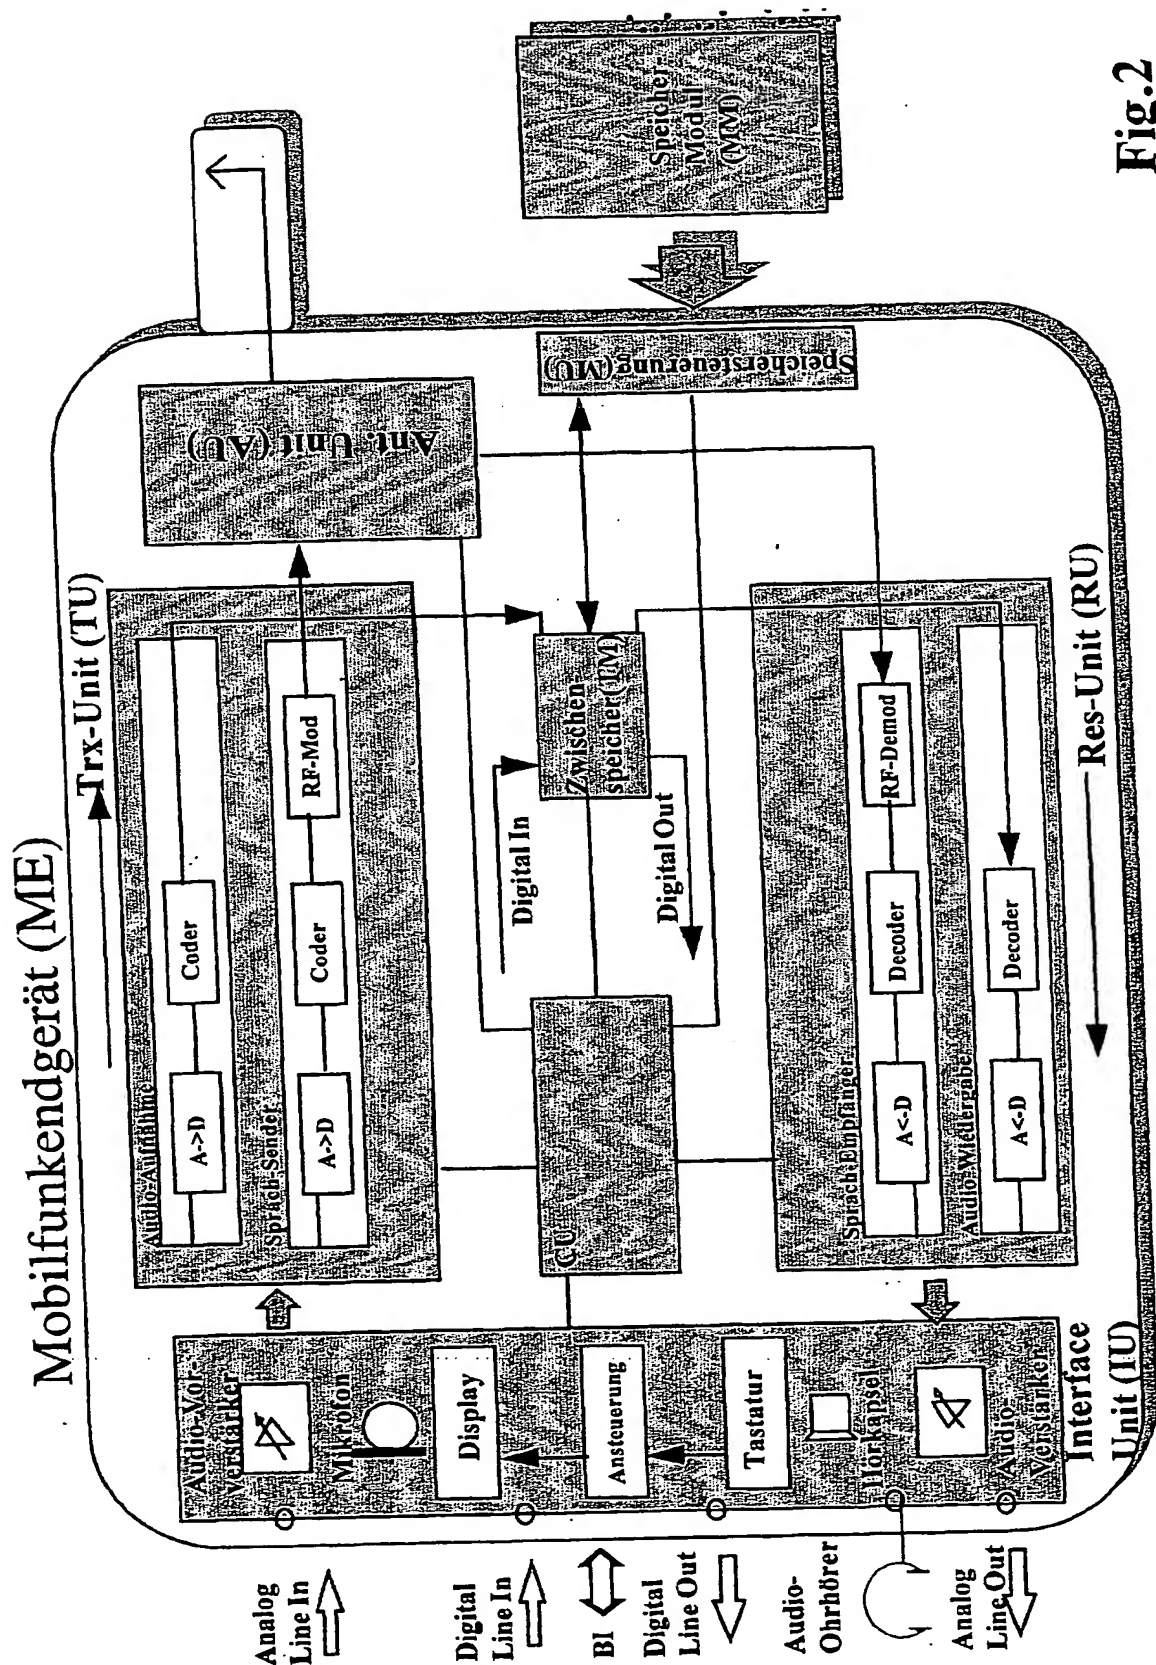 Mobilfunkendgerät (ME)
Trx-Unit (TU)
Audio-Aufnahme
A->D
Coder
Sprach-Sender
A->D
Coder
RF-Mod
Ant. Unit (AU)
Speichersteuerung (MU)
Speicher-
Modul
(MM)
Digital In
Zwischen
speicher(IM)
Digital Out
CU
Sprach-Empfänger
A<-D
Decoder
RF-Demod
Audio-Wiedergabe
A<-D
Decoder
Res-Unit (RU)
Audio-Vor-
Verstärker
Mikrofon
Display
Ansteuerung
Tastatur
Hörkapsel
Audio-
Verstärker
Interface
Unit (IU)
Analog
Line In
Digital
Line In
BI
Digital
Line Out
Audio-
Ohrhörer
Analog
Line Out
Fig.2